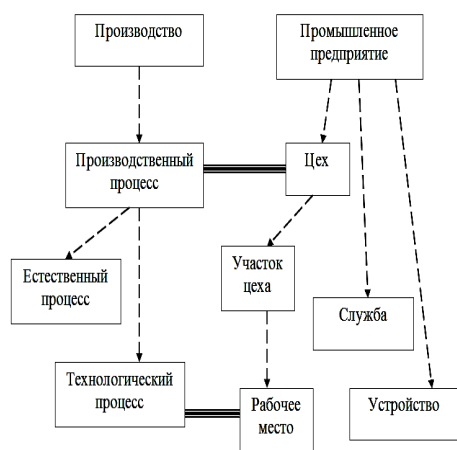 Производство
Промышленное
предприятие
Производственный
процесс
Цех
Естественный
процесс
Участок
цеха
Служба
Технологический
процесс
Рабочее
место
Устройство